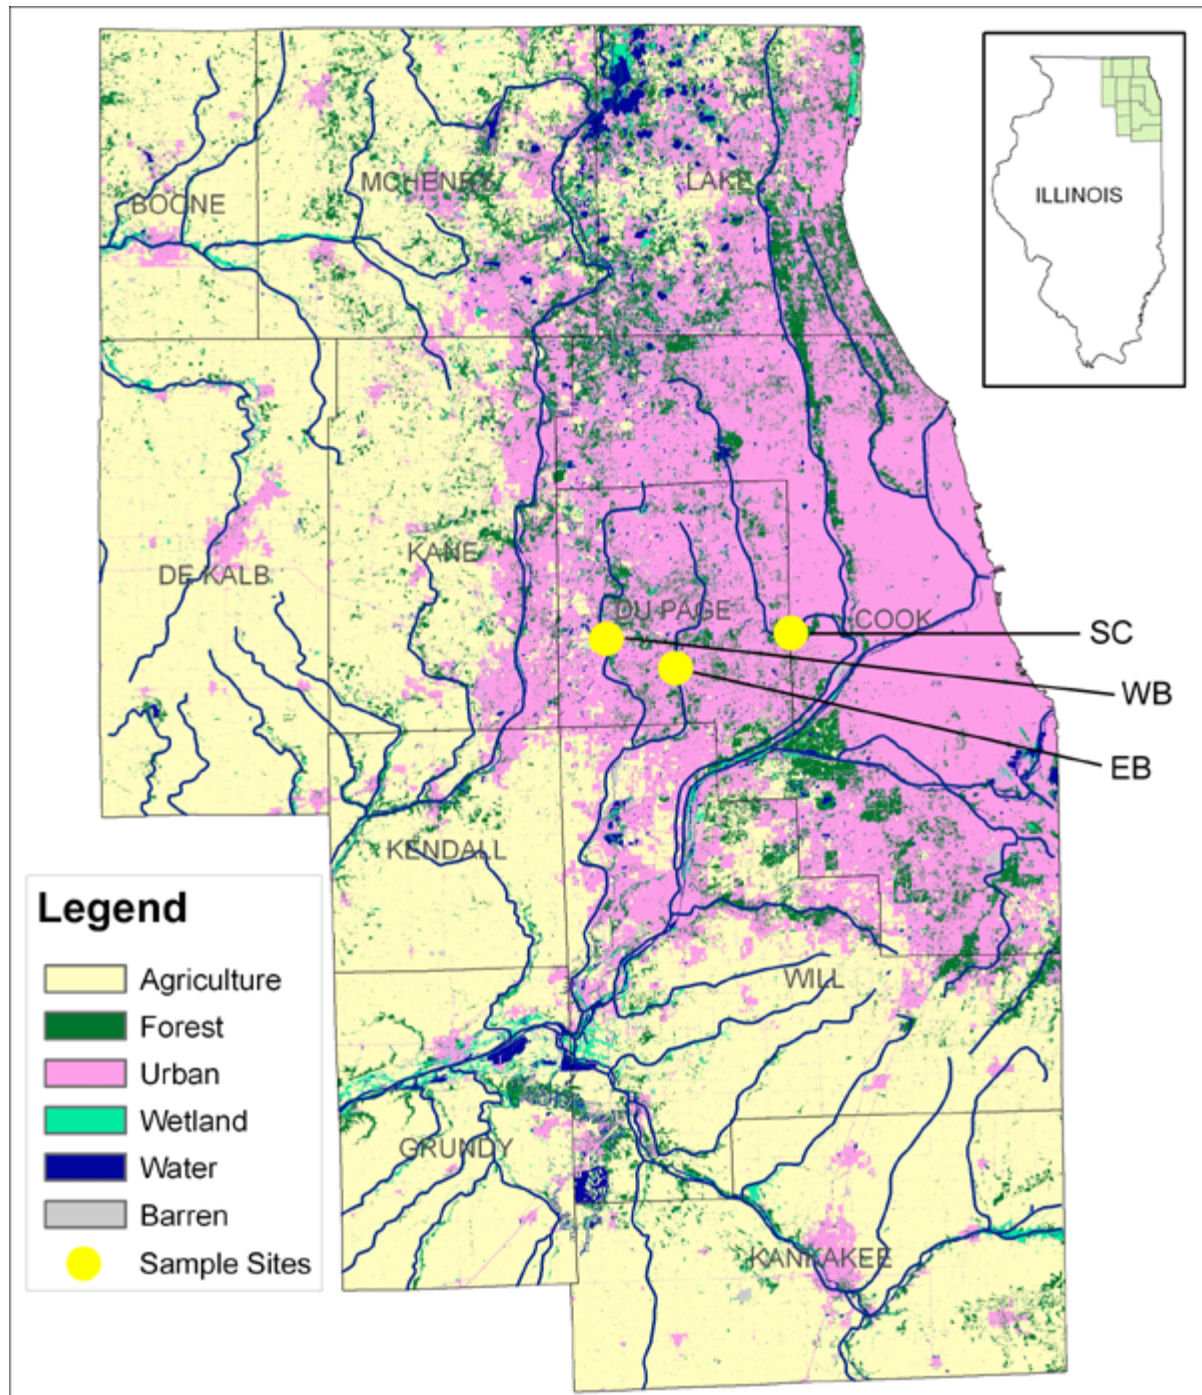 ILLINOIS
MCHENRY
LAKE
BOONE
KANE
DE KALB
DU PAGE
COOK
SC
WB
EB
KENDALL
Legend
Agriculture
Forest
Urban
Wetland
Water
Barren
Sample Sites
WILL
GRUNDY
KANKAKEE